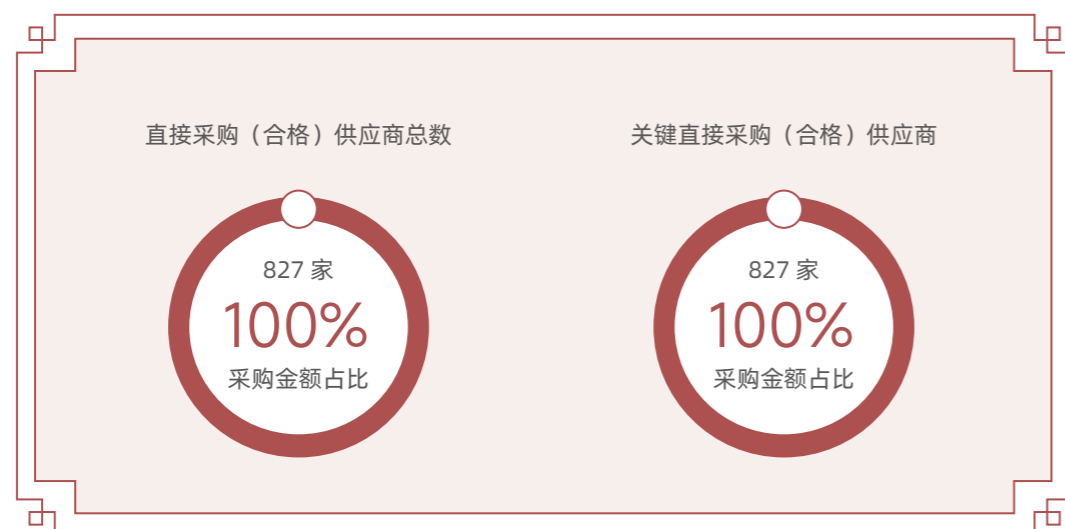 直接采购（合格）供应商总数
827 家
100%
采购金额占比
关键直接采购（合格）供应商
827 家
100%
采购金额占比